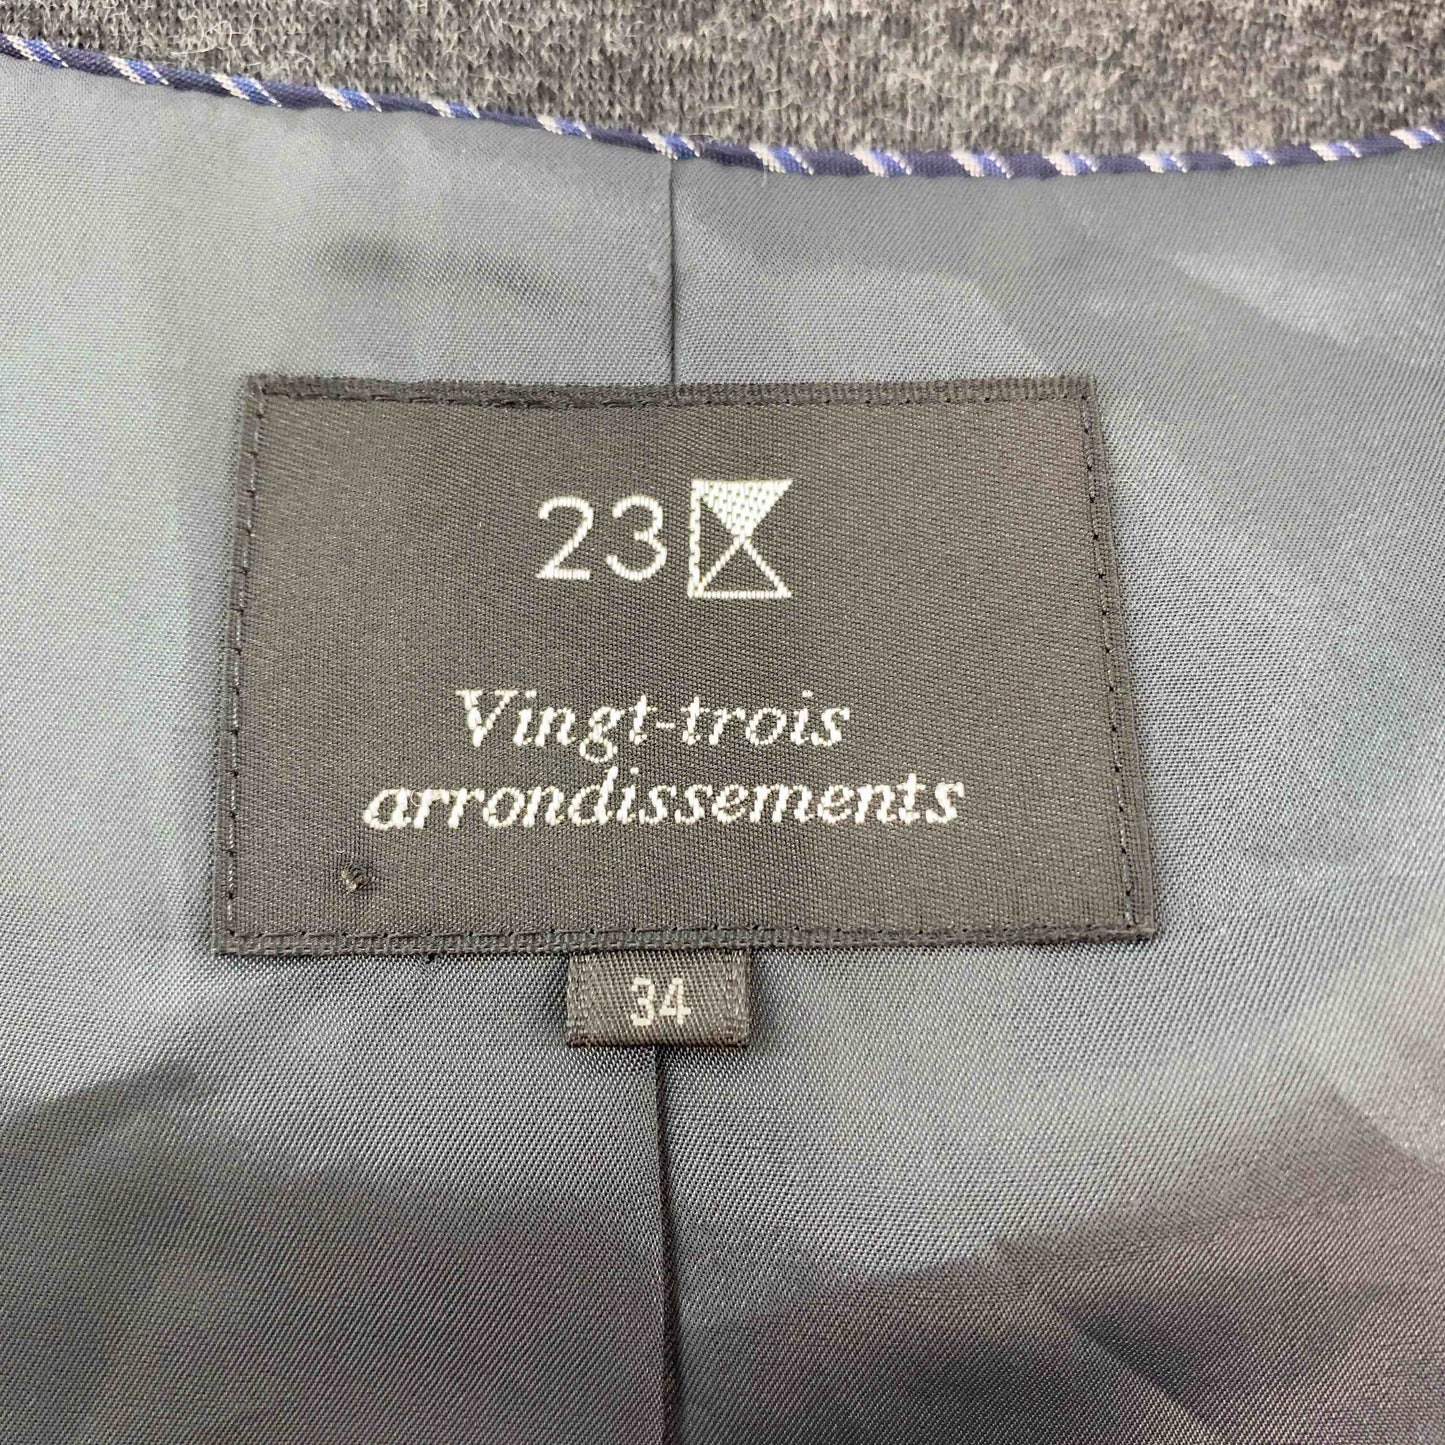 23
Vingt-trois
arrondissements
34